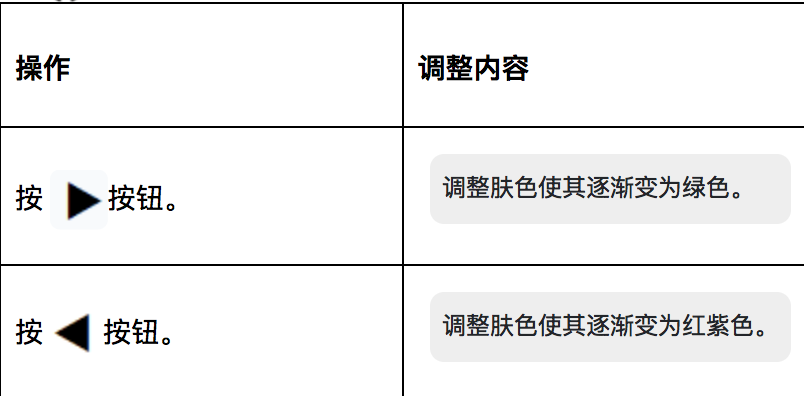 操作
调整内容
按 ▶ 按钮。
调整肤色使其逐渐变为绿色。
按 ◀ 按钮。
调整肤色使其逐渐变为红紫色。